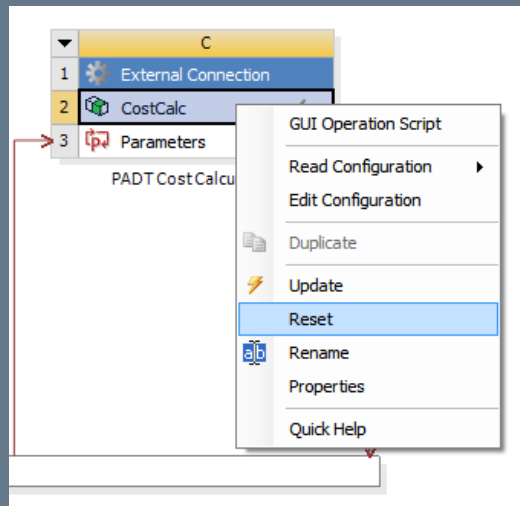 C
1 External Connection
2 CostCalc
3 Parameters
PADT Cost Calcu
GUI Operation Script
Read Configuration
Edit Configuration
Duplicate
Update
Reset
Rename
Properties
Quick Help